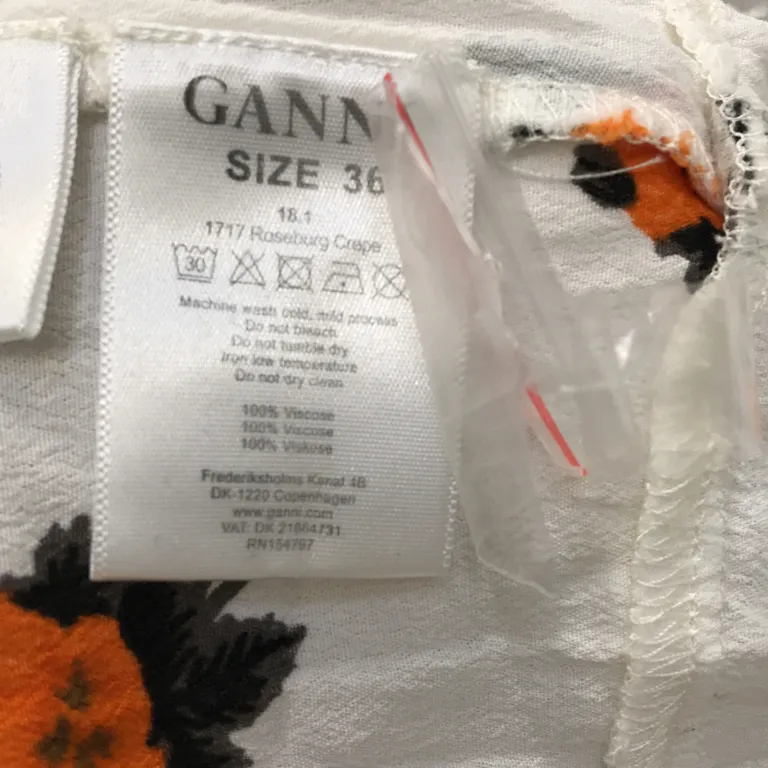 GANN
SIZE 36
18.1
1717 Roseburg Crepe
30
Machine wash cold, mild process
Do not bleach
Do not tumble dry
Iron low temperature
Do not dry clean
100% Viscose
100% Viscose
100% Viskose
Frederiksholms Kanal 4B
DK-1220 Copenhagen
www.ganni.com
VAT: DK 21864731
RN154797